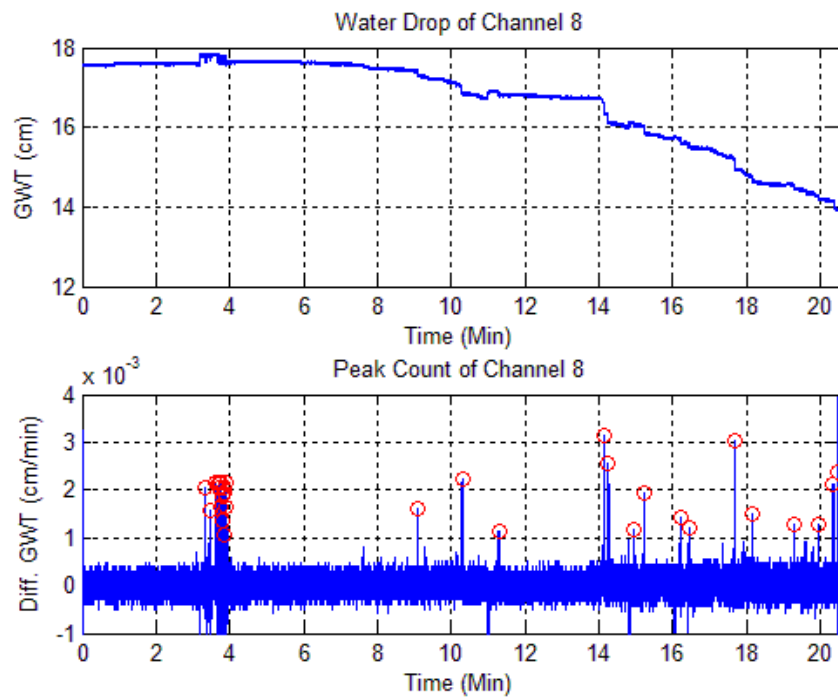 Water Drop of Channel 8
18
16
14
12
GWT (cm)
0 2 4 6 8 10 12 14 16 18 20
Time (Min)
x 10^-3
Peak Count of Channel 8
4
3
2
1
0
-1
Diff. GWT (cm/min)
0 2 4 6 8 10 12 14 16 18 20
Time (Min)